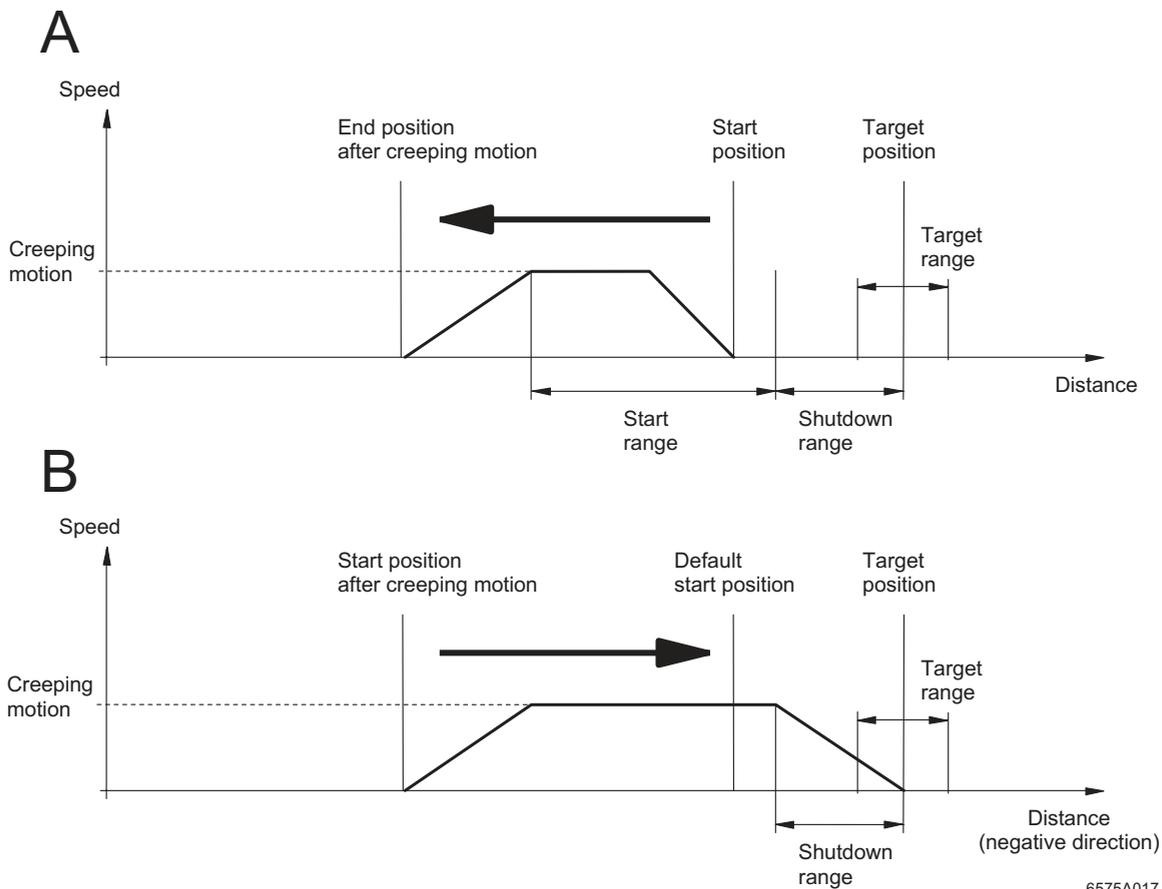 A
Speed
End position
after creeping motion
Start
position
Target
position
Target
range
Creeping
motion
Distance
Start
range
Shutdown
range
B
Speed
Start position
after creeping motion
Default
start position
Target
position
Target
range
Creeping
motion
Distance
(negative direction)
Shutdown
range
6575A017